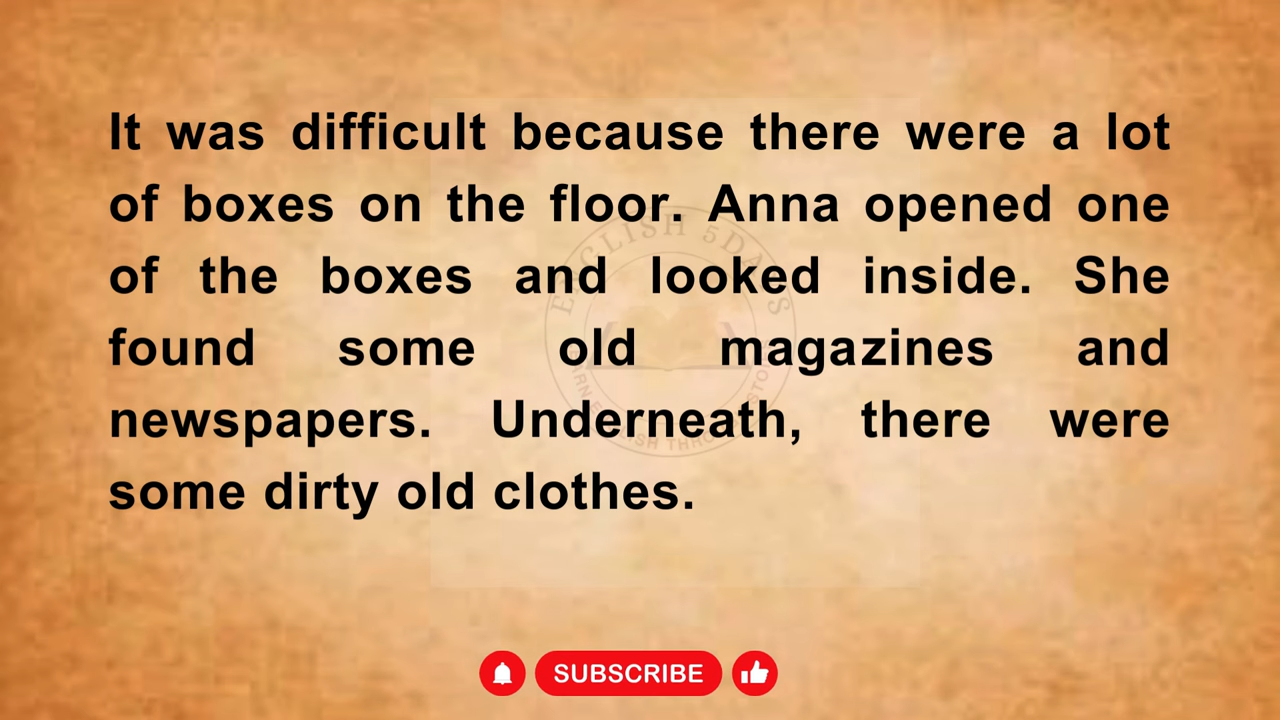 It was difficult because there were a lot
of boxes on the floor. Anna opened one
of the boxes and looked inside. She
found some old magazines and
newspapers. Underneath, there were
some dirty old clothes.
SUBSCRIBE